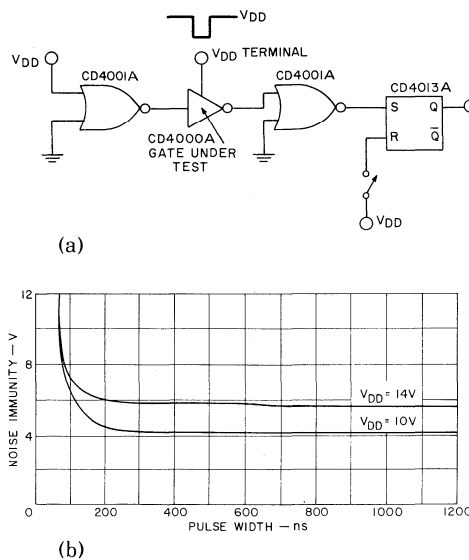 VDD
VDD
VDD TERMINAL
CD4001A
CD4001A
CD4013A
S Q
R Q̅
CD4000A
GATE UNDER
TEST
VDD
(a)
12
8
4
0
NOISE IMMUNITY — V
VDD = 14V
VDD = 10V
0 200 400 600 800 1000 1200
PULSE WIDTH — ns
(b)